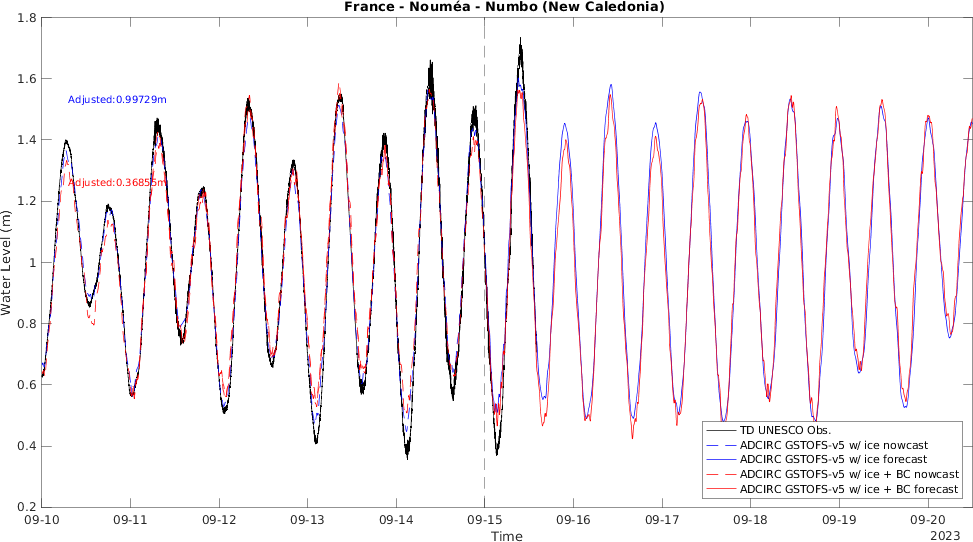 France - Nouméa - Numbo (New Caledonia)
1.8
1.6
1.4
1.2
1
0.8
0.6
0.4
0.2
Water Level (m)
Adjusted:0.99729m
Adjusted:0.36855m
TD UNESCO Obs.
ADCIRC GSTOFS-v5 w/ ice nowcast
ADCIRC GSTOFS-v5 w/ ice forecast
ADCIRC GSTOFS-v5 w/ ice + BC nowcast
ADCIRC GSTOFS-v5 w/ ice + BC forecast
09-10 09-11 09-12 09-13 09-14 09-15 09-16 09-17 09-18 09-19 09-20
Time
2023